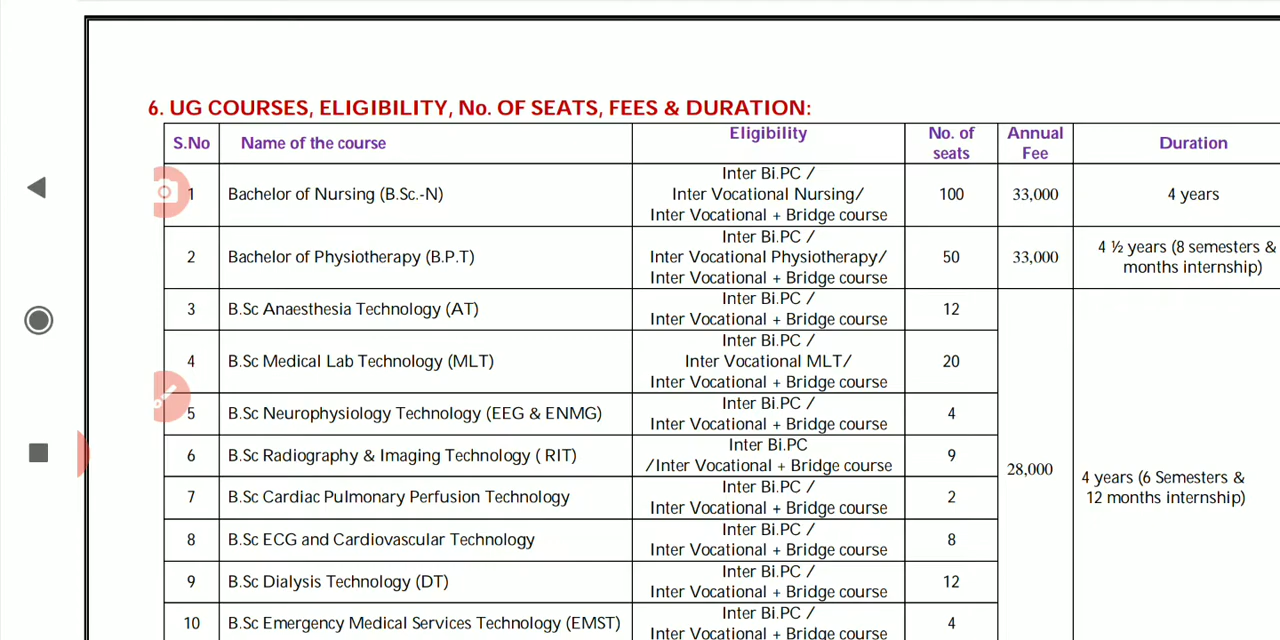 6. UG COURSES, ELIGIBILITY, No. OF SEATS, FEES & DURATION:
S.No Name of the course Eligibility No. of seats Annual Fee Duration
1 Bachelor of Nursing (B.Sc.-N) Inter Bi.PC / Inter Vocational Nursing/ Inter Vocational + Bridge course 100 33,000 4 years
2 Bachelor of Physiotherapy (B.P.T) Inter Bi.PC / Inter Vocational Physiotherapy/ Inter Vocational + Bridge course 50 33,000 4 ½ years (8 semesters & months internship)
3 B.Sc Anaesthesia Technology (AT) Inter Bi.PC / Inter Vocational + Bridge course 12
4 B.Sc Medical Lab Technology (MLT) Inter Bi.PC / Inter Vocational MLT/ Inter Vocational + Bridge course 20
5 B.Sc Neurophysiology Technology (EEG & ENMG) Inter Bi.PC / Inter Vocational + Bridge course 4
6 B.Sc Radiography & Imaging Technology ( RIT) Inter Bi.PC /Inter Vocational + Bridge course 9 28,000 4 years (6 Semesters & 12 months internship)
7 B.Sc Cardiac Pulmonary Perfusion Technology Inter Bi.PC / Inter Vocational + Bridge course 2
8 B.Sc ECG and Cardiovascular Technology Inter Bi.PC / Inter Vocational + Bridge course 8
9 B.Sc Dialysis Technology (DT) Inter Bi.PC / Inter Vocational + Bridge course 12
10 B.Sc Emergency Medical Services Technology (EMST) Inter Bi.PC / Inter Vocational + Bridge course 4